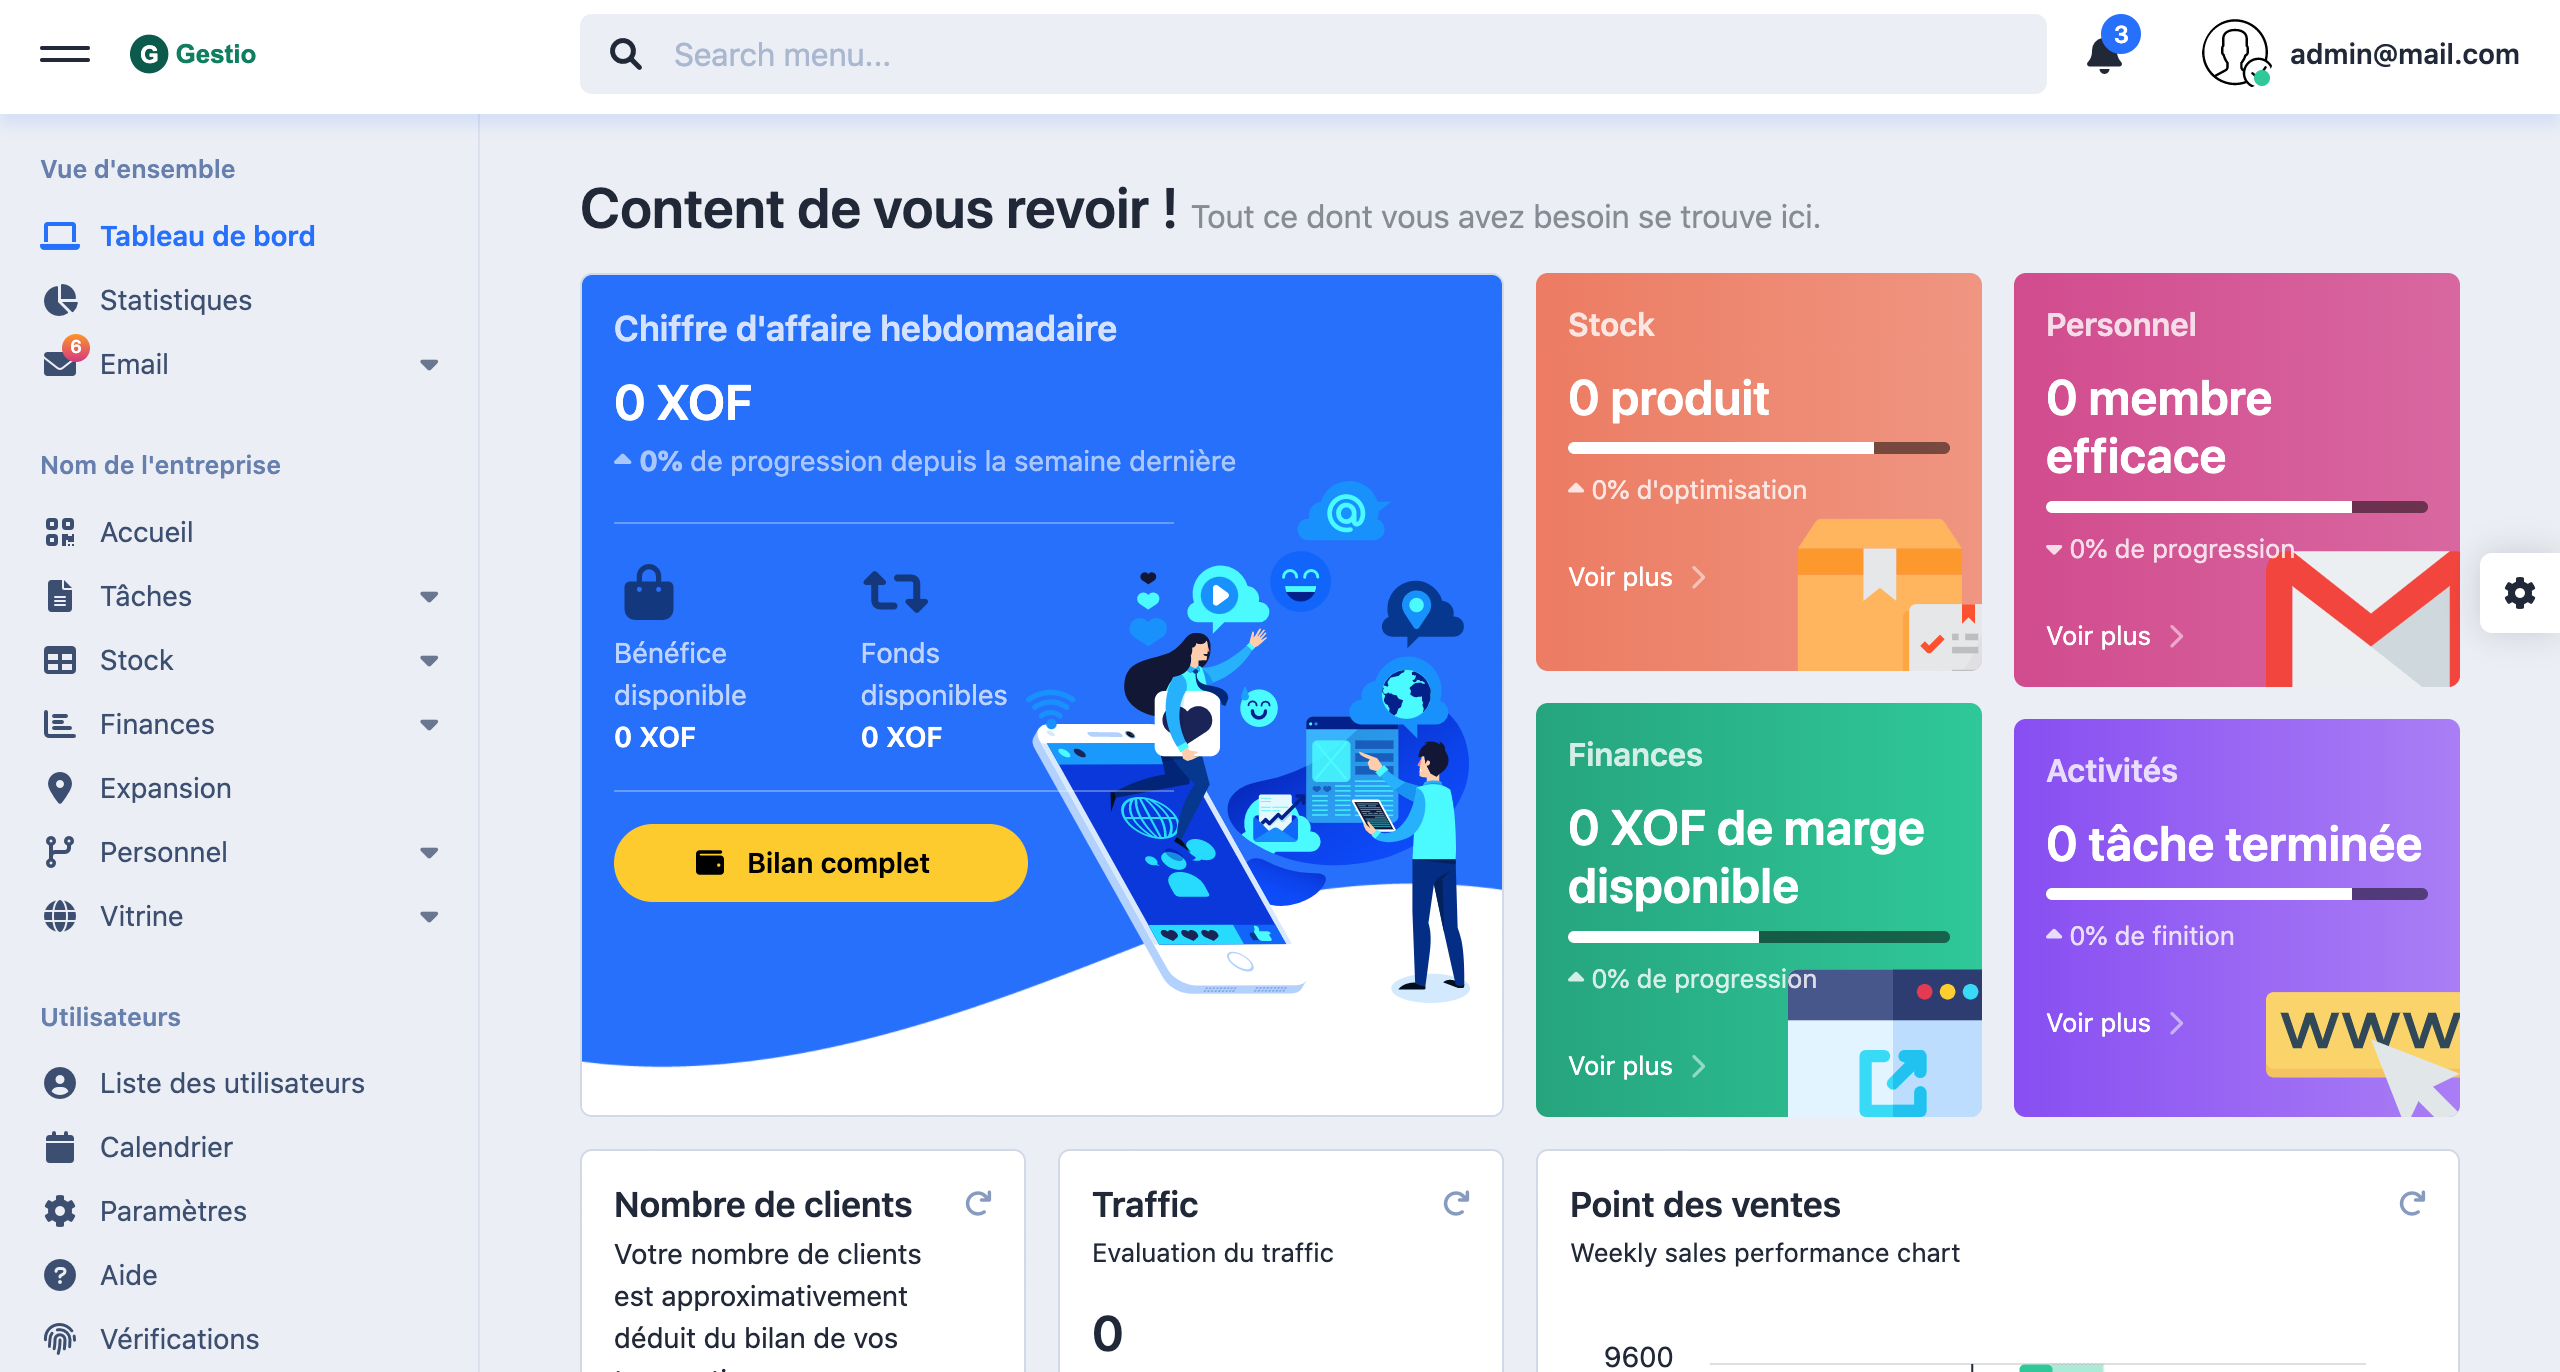 G Gestio
Search menu...
3
admin@mail.com
Vue d'ensemble
Tableau de bord
Statistiques
6
Email
Nom de l'entreprise
Accueil
Tâches
Stock
Finances
Expansion
Personnel
Vitrine
Utilisateurs
Liste des utilisateurs
Calendrier
Paramètres
Aide
Vérifications
Content de vous revoir ! Tout ce dont vous avez besoin se trouve ici.
Chiffre d'affaire hebdomadaire
0 XOF
0% de progression depuis la semaine dernière
Bénéfice
disponible
0 XOF
Fonds
disponibles
0 XOF
Bilan complet
Stock
0 produit
0% d'optimisation
Voir plus
Personnel
0 membre
efficace
0% de progression
Voir plus
Finances
0 XOF de marge
disponible
0% de progression
Voir plus
Activités
0 tâche terminée
0% de finition
Voir plus
WWW
Nombre de clients
Votre nombre de clients
est approximativement
déduit du bilan de vos
Traffic
Evaluation du traffic
0
Point des ventes
Weekly sales performance chart
9600